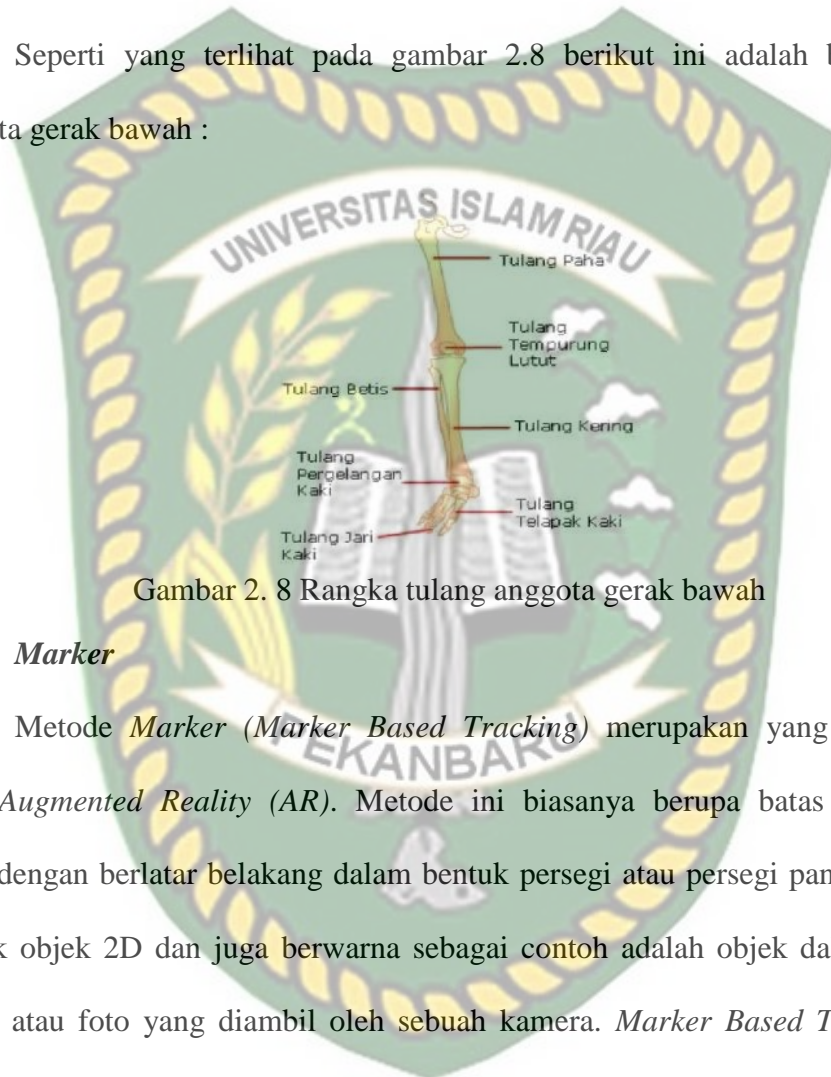 Seperti yang terlihat pada gambar 2.8 berikut ini adalah
gerak bawah :
UNIVERSITAS ISLAM RIAU
Tulang Paha
Tulang
Tempurung
Lutut
Tulang Betis
Tulang Kering
Tulang
Pergelangan
Kaki
Tulang
Telapak Kaki
Tulang Jari
Kaki
Gambar 2. 8 Rangka tulang anggota gerak bawah
Marker
Metode Marker (Marker Based Tracking) merupakan yang
PEKANBARU
Augmented Reality (AR). Metode ini biasanya berupa batas
dengan berlatar belakang dalam bentuk persegi atau persegi
objek 2D dan juga berwarna sebagai contoh adalah objek
atau foto yang diambil oleh sebuah kamera. Marker Based